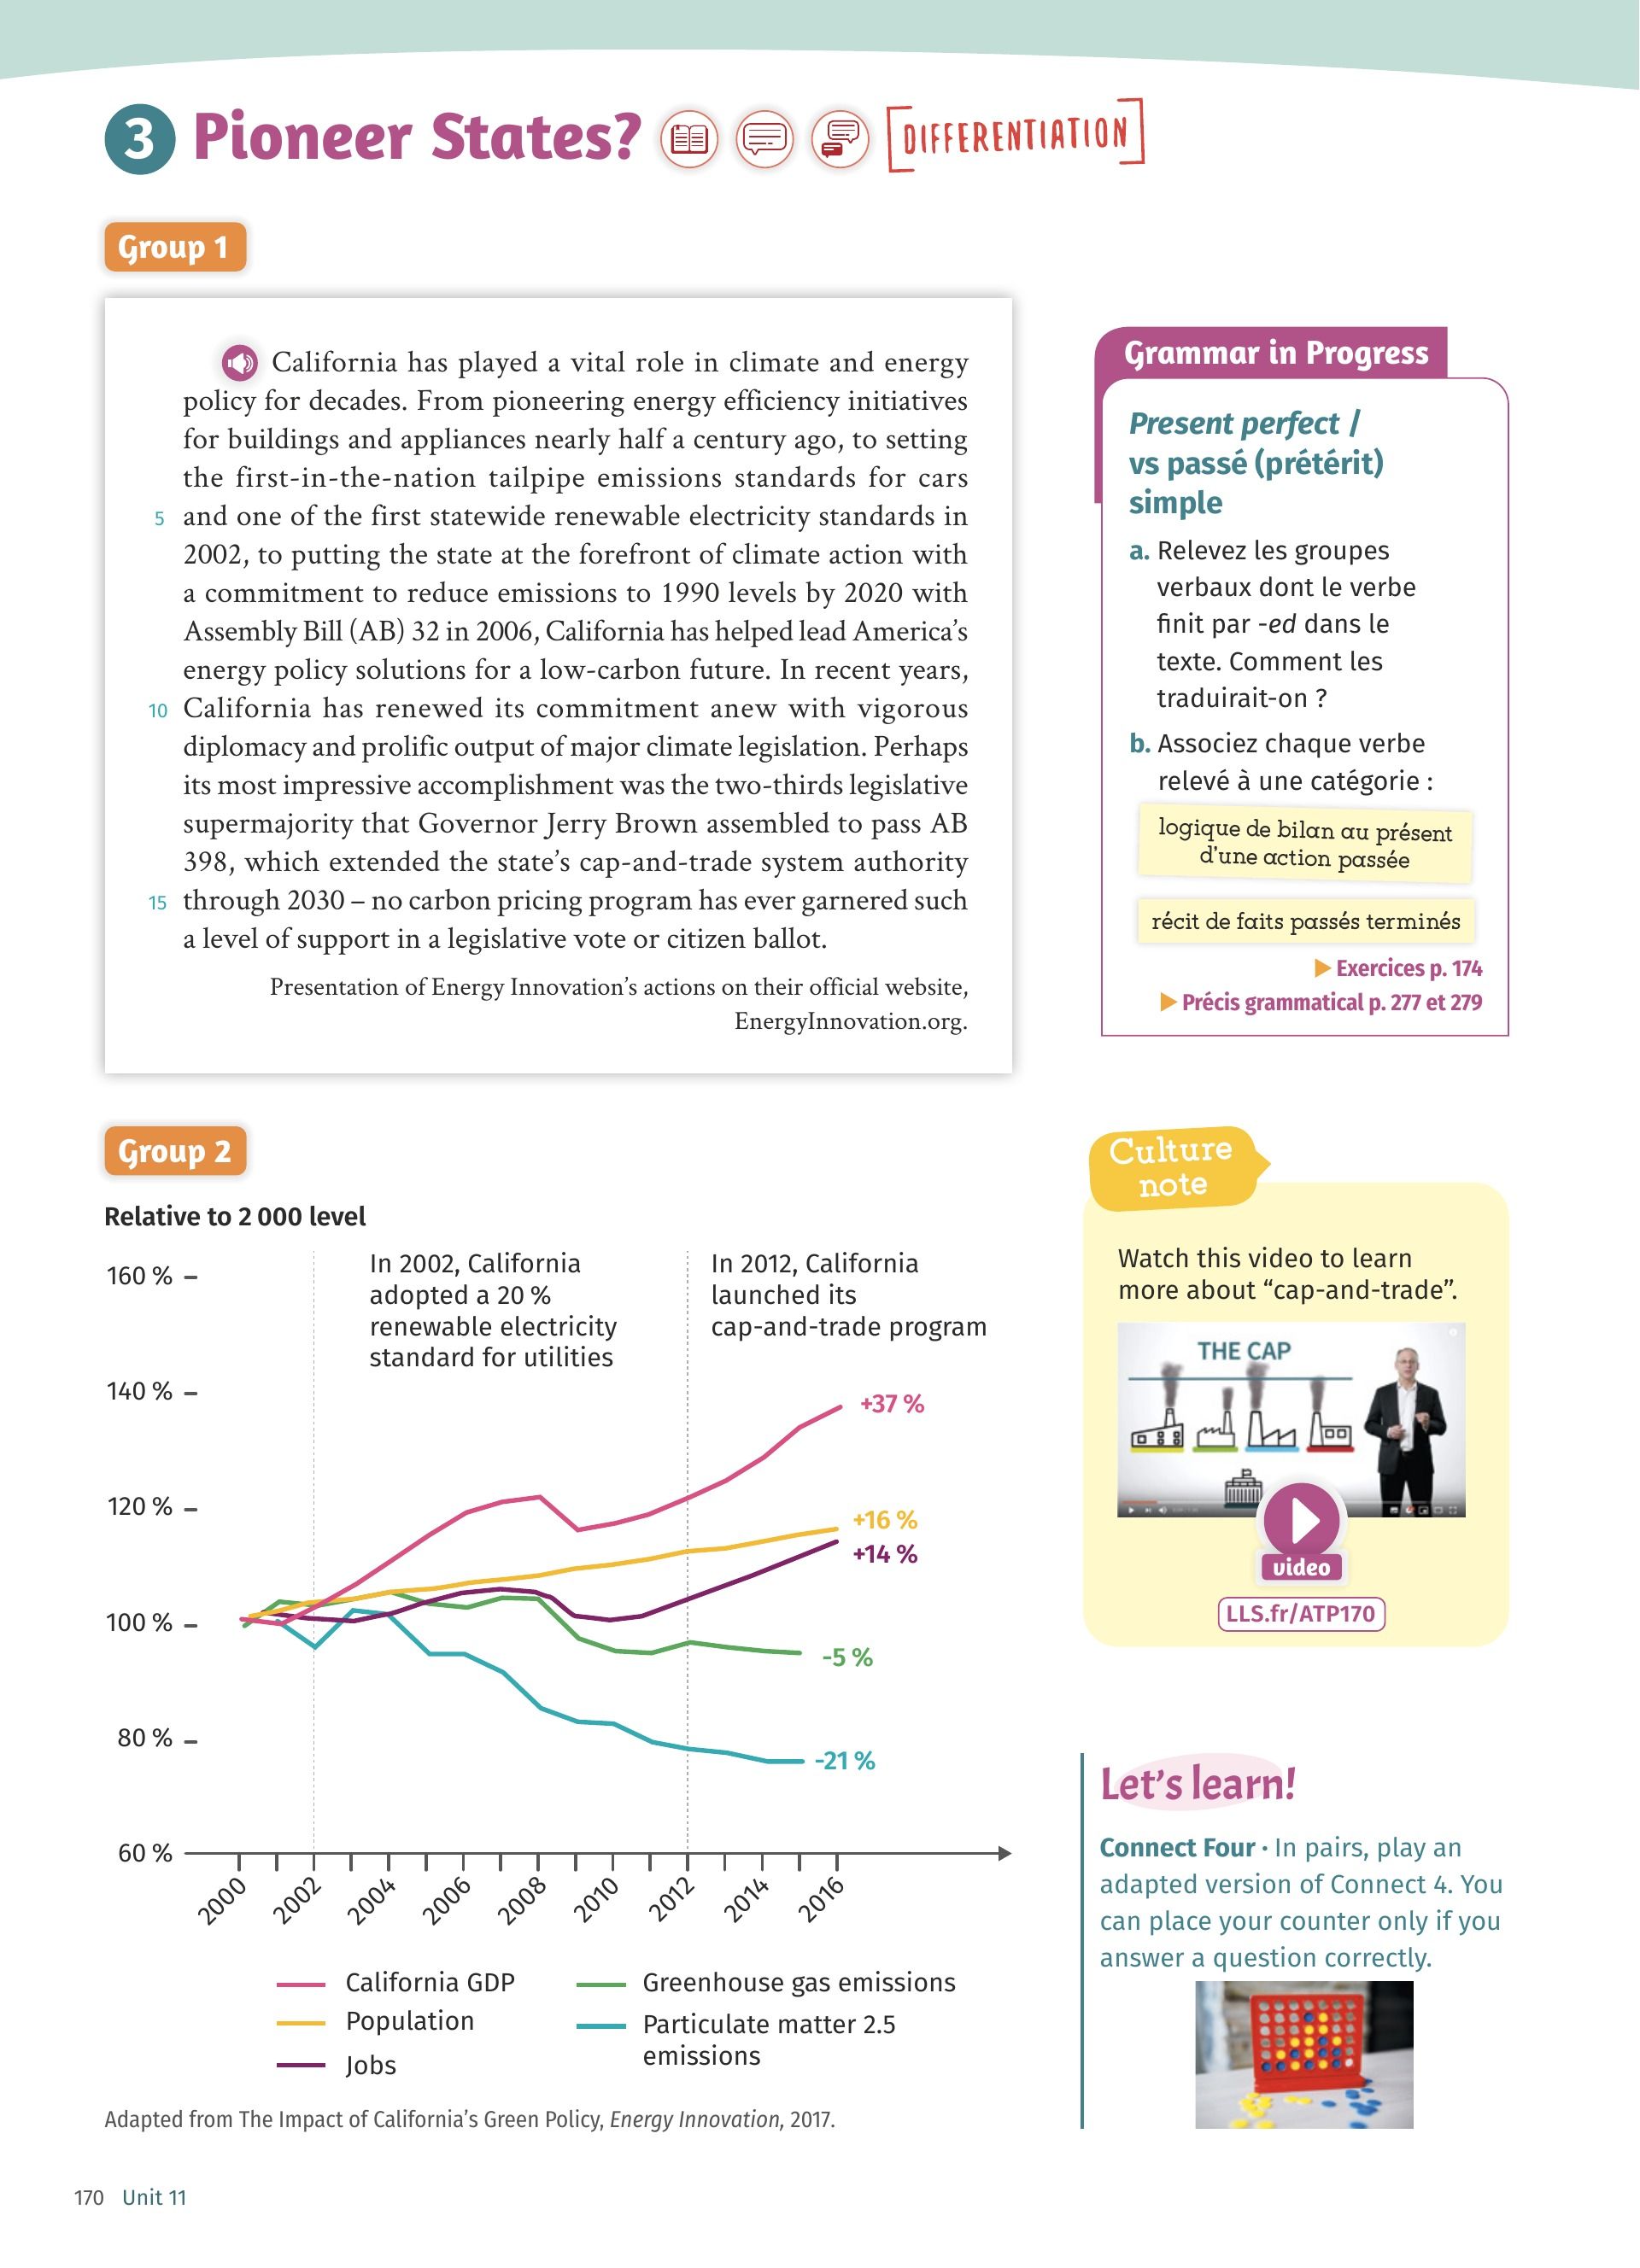 3 Pioneer States? [DIFFERENTIATION]
Group 1
California has played a vital role in climate and energy
policy for decades. From pioneering energy efficiency initiatives
for buildings and appliances nearly half a century ago, to setting
the first-in-the-nation tailpipe emissions standards for cars
5 and one of the first statewide renewable electricity standards in
2002, to putting the state at the forefront of climate action with
a commitment to reduce emissions to 1990 levels by 2020 with
Assembly Bill (AB) 32 in 2006, California has helped lead America's
energy policy solutions for a low-carbon future. In recent years,
10 California has renewed its commitment anew with vigorous
diplomacy and prolific output of major climate legislation. Perhaps
its most impressive accomplishment was the two-thirds legislative
supermajority that Governor Jerry Brown assembled to pass AB
398, which extended the state's cap-and-trade system authority
15 through 2030 – no carbon pricing program has ever garnered such
a level of support in a legislative vote or citizen ballot.
Presentation of Energy Innovation's actions on their official website,
EnergyInnovation.org.
Grammar in Progress
Present perfect /
vs passé (prétérit)
simple
a. Relevez les groupes
verbaux dont le verbe
finit par -ed dans le
texte. Comment les
traduirait-on ?
b. Associez chaque verbe
relevé à une catégorie :
logique de bilan au présent
d'une action passée
récit de faits passés terminés
Exercices p. 174
Précis grammatical p. 277 et 279
Group 2
Relative to 2 000 level
160 %
140 %
120 %
100 %
80 %
60 %
In 2002, California
adopted a 20 %
renewable electricity
standard for utilities
In 2012, California
launched its
cap-and-trade program
+37 %
+16 %
+14 %
-5 %
-21 %
2000 2002 2004 2006 2008 2010 2012 2014 2016
California GDP
Population
Jobs
Greenhouse gas emissions
Particulate matter 2.5
emissions
Adapted from The Impact of California's Green Policy, Energy Innovation, 2017.
Culture
note
Watch this video to learn
more about “cap-and-trade”.
THE CAP
video
LLS.fr/ATP170
Let's learn!
Connect Four · In pairs, play an
adapted version of Connect 4. You
can place your counter only if you
answer a question correctly.
170 Unit 11